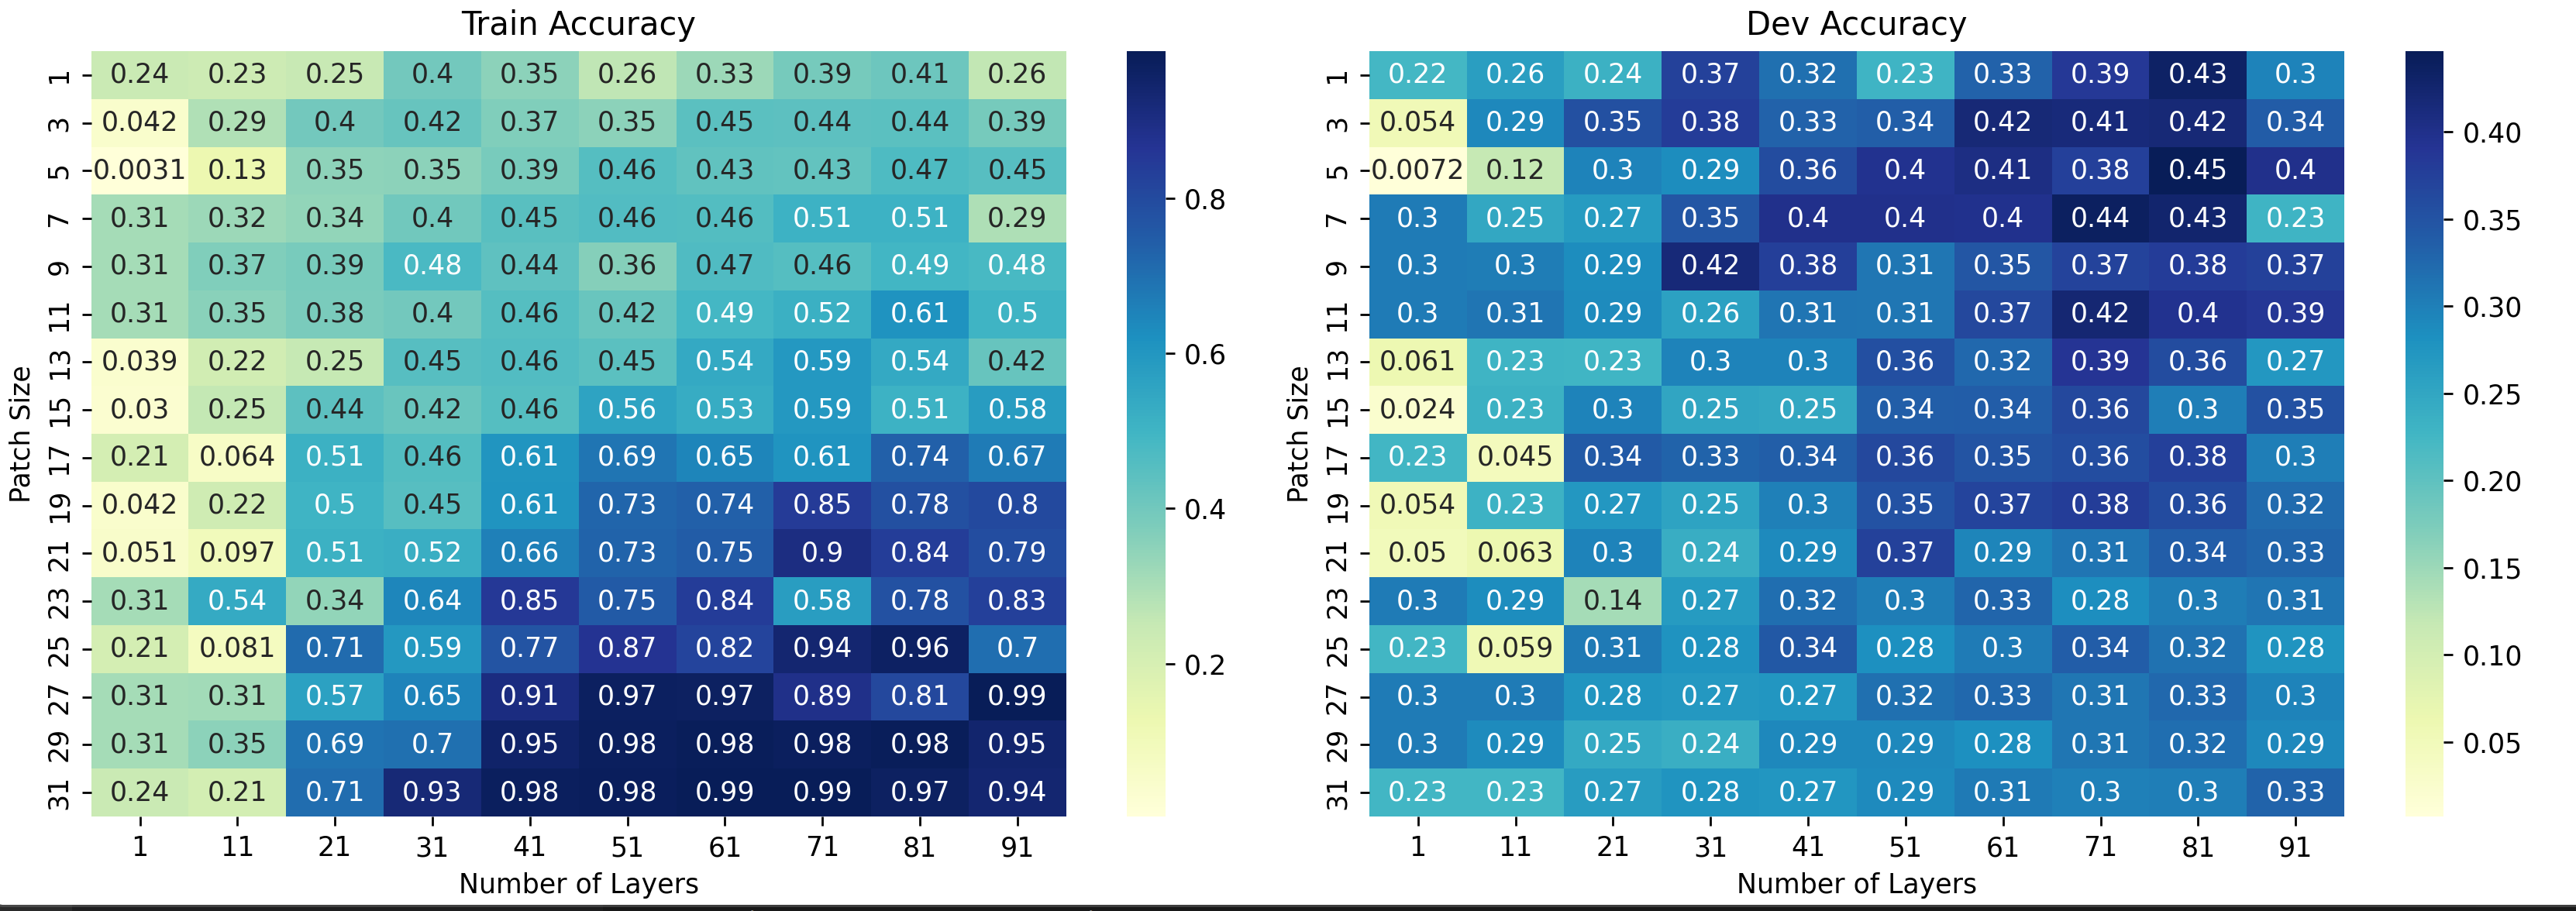 Train Accuracy
1 0.24 0.23 0.25 0.4 0.35 0.26 0.33 0.39 0.41 0.26
3 0.042 0.29 0.4 0.42 0.37 0.35 0.45 0.44 0.44 0.39
5 0.0031 0.13 0.35 0.35 0.39 0.46 0.43 0.43 0.47 0.45
7 0.31 0.32 0.34 0.4 0.45 0.46 0.46 0.51 0.51 0.29
9 0.31 0.37 0.39 0.48 0.44 0.36 0.47 0.46 0.49 0.48
11 0.31 0.35 0.38 0.4 0.46 0.42 0.49 0.52 0.61 0.5
13 0.039 0.22 0.25 0.45 0.46 0.45 0.54 0.59 0.54 0.42
15 0.03 0.25 0.44 0.42 0.46 0.56 0.53 0.59 0.51 0.58
17 0.21 0.064 0.51 0.46 0.61 0.69 0.65 0.61 0.74 0.67
19 0.042 0.22 0.5 0.45 0.61 0.73 0.74 0.85 0.78 0.8
21 0.051 0.097 0.51 0.52 0.66 0.73 0.75 0.9 0.84 0.79
23 0.31 0.54 0.34 0.64 0.85 0.75 0.84 0.58 0.78 0.83
25 0.21 0.081 0.71 0.59 0.77 0.87 0.82 0.94 0.96 0.7
27 0.31 0.31 0.57 0.65 0.91 0.97 0.97 0.89 0.81 0.99
29 0.31 0.35 0.69 0.7 0.95 0.98 0.98 0.98 0.98 0.95
31 0.24 0.21 0.71 0.93 0.98 0.98 0.99 0.99 0.97 0.94
1 11 21 31 41 51 61 71 81 91
Number of Layers
Patch Size
0.8
0.6
0.4
0.2
Dev Accuracy
1 0.22 0.26 0.24 0.37 0.32 0.23 0.33 0.39 0.43 0.3
3 0.054 0.29 0.35 0.38 0.33 0.34 0.42 0.41 0.42 0.34
5 0.0072 0.12 0.3 0.29 0.36 0.4 0.41 0.38 0.45 0.4
7 0.3 0.25 0.27 0.35 0.4 0.4 0.4 0.44 0.43 0.23
9 0.3 0.3 0.29 0.42 0.38 0.31 0.35 0.37 0.38 0.37
11 0.3 0.31 0.29 0.26 0.31 0.31 0.37 0.42 0.4 0.39
13 0.061 0.23 0.23 0.3 0.3 0.36 0.32 0.39 0.36 0.27
15 0.024 0.23 0.3 0.25 0.25 0.34 0.34 0.36 0.3 0.35
17 0.23 0.045 0.34 0.33 0.34 0.36 0.35 0.36 0.38 0.3
19 0.054 0.23 0.27 0.25 0.3 0.35 0.37 0.38 0.36 0.32
21 0.05 0.063 0.3 0.24 0.29 0.37 0.29 0.31 0.34 0.33
23 0.3 0.29 0.14 0.27 0.32 0.3 0.33 0.28 0.3 0.31
25 0.23 0.059 0.31 0.28 0.34 0.28 0.3 0.34 0.32 0.28
27 0.3 0.3 0.28 0.27 0.27 0.32 0.33 0.31 0.33 0.3
29 0.3 0.29 0.25 0.24 0.29 0.29 0.28 0.31 0.32 0.29
31 0.23 0.23 0.27 0.28 0.27 0.29 0.31 0.3 0.3 0.33
1 11 21 31 41 51 61 71 81 91
Number of Layers
Patch Size
0.40
0.35
0.30
0.25
0.20
0.15
0.10
0.05